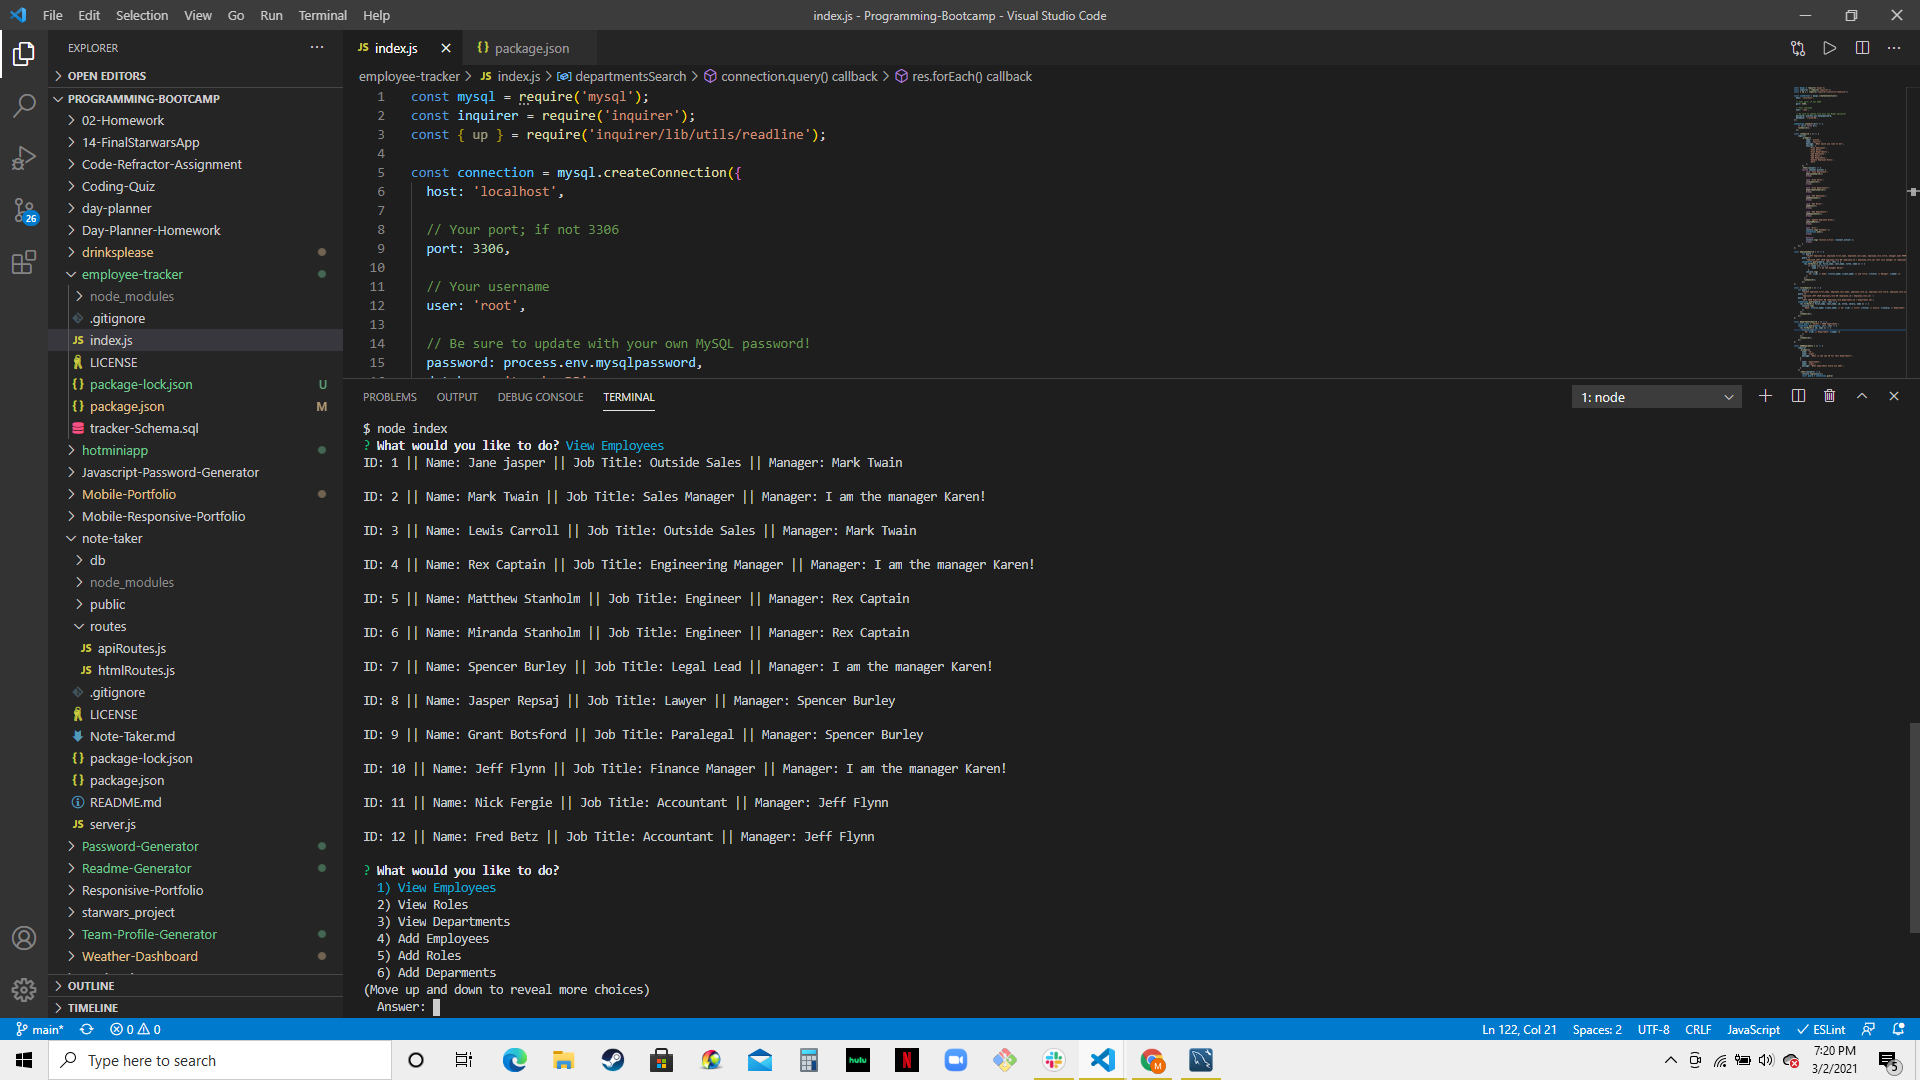 File Edit Selection View Go Run Terminal Help
index.js - Programming-Bootcamp - Visual Studio Code
EXPLORER
OPEN EDITORS
PROGRAMMING-BOOTCAMP
02-Homework
14-FinalStarwarsApp
Code-Refractor-Assignment
Coding-Quiz
day-planner
Day-Planner-Homework
drinksplease
employee-tracker
node_modules
.gitignore
JS index.js
LICENSE
{} package-lock.json U
{} package.json M
tracker-Schema.sql
hotminiapp
Javascript-Password-Generator
Mobile-Portfolio
Mobile-Responsive-Portfolio
note-taker
db
node_modules
public
routes
JS apiRoutes.js
JS htmlRoutes.js
.gitignore
LICENSE
Note-Taker.md
{} package-lock.json
{} package.json
README.md
JS server.js
Password-Generator
Readme-Generator
Responisive-Portfolio
starwars_project
Team-Profile-Generator
Weather-Dashboard
OUTLINE
TIMELINE
26
JS index.js
{} package.json
employee-tracker > JS index.js > departmentsSearch > connection.query() callback > res.forEach() callback
1 const mysql = require('mysql');
2 const inquirer = require('inquirer');
3 const { up } = require('inquirer/lib/utils/readline');
4
5 const connection = mysql.createConnection({
6 host: 'localhost',
7
8 // Your port; if not 3306
9 port: 3306,
10
11 // Your username
12 user: 'root',
13
14 // Be sure to update with your own MySQL password!
15 password: process.env.mysqlpassword,
PROBLEMS OUTPUT DEBUG CONSOLE TERMINAL
1: node
$ node index
? What would you like to do? View Employees
ID: 1 || Name: Jane jasper || Job Title: Outside Sales || Manager: Mark Twain
ID: 2 || Name: Mark Twain || Job Title: Sales Manager || Manager: I am the manager Karen!
ID: 3 || Name: Lewis Carroll || Job Title: Outside Sales || Manager: Mark Twain
ID: 4 || Name: Rex Captain || Job Title: Engineering Manager || Manager: I am the manager Karen!
ID: 5 || Name: Matthew Stanholm || Job Title: Engineer || Manager: Rex Captain
ID: 6 || Name: Miranda Stanholm || Job Title: Engineer || Manager: Rex Captain
ID: 7 || Name: Spencer Burley || Job Title: Legal Lead || Manager: I am the manager Karen!
ID: 8 || Name: Jasper Repsaj || Job Title: Lawyer || Manager: Spencer Burley
ID: 9 || Name: Grant Botsford || Job Title: Paralegal || Manager: Spencer Burley
ID: 10 || Name: Jeff Flynn || Job Title: Finance Manager || Manager: I am the manager Karen!
ID: 11 || Name: Nick Fergie || Job Title: Accountant || Manager: Jeff Flynn
ID: 12 || Name: Fred Betz || Job Title: Accountant || Manager: Jeff Flynn
? What would you like to do?
1) View Employees
2) View Roles
3) View Departments
4) Add Employees
5) Add Roles
6) Add Deparments
(Move up and down to reveal more choices)
Answer:
main* 0 0
Ln 122, Col 21 Spaces: 2 UTF-8 CRLF JavaScript ESLint
Type here to search
hulu
N
M
7:20 PM
3/2/2021
5